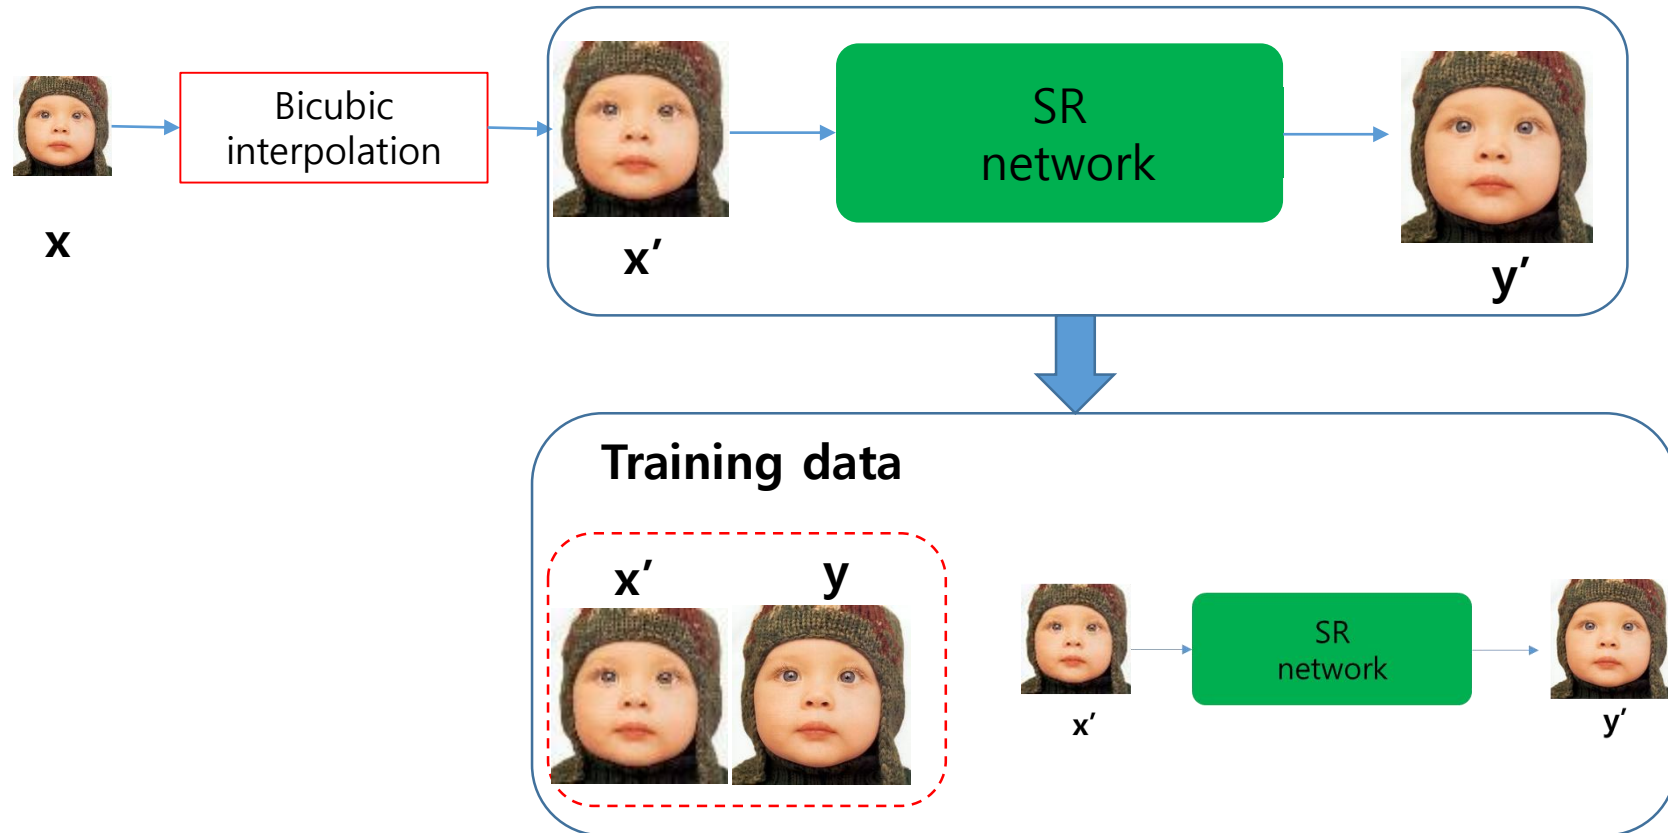 Bicubic
interpolation
SR
network
x
x′
y′
Training data
x′
y
SR
network
x′
y′